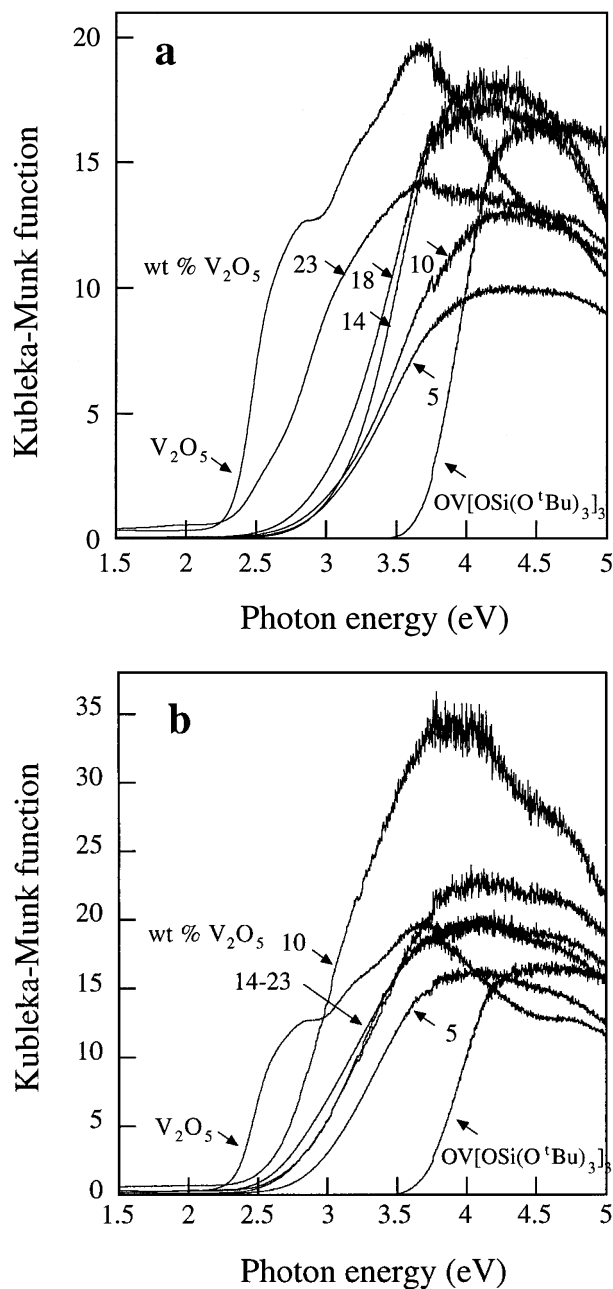 a
20
15
10
5
0
Kubleka-Munk function
wt % V₂O₅
23
18
14
10
5
V₂O₅
OV[OSi(OᵗBu)₃]₃
1.5 2 2.5 3 3.5 4 4.5 5
Photon energy (eV)
b
35
30
25
20
15
10
5
0
Kubleka-Munk function
wt % V₂O₅ 10
14-23
5
V₂O₅
OV[OSi(OᵗBu)₃]₃
1.5 2 2.5 3 3.5 4 4.5 5
Photon energy (eV)